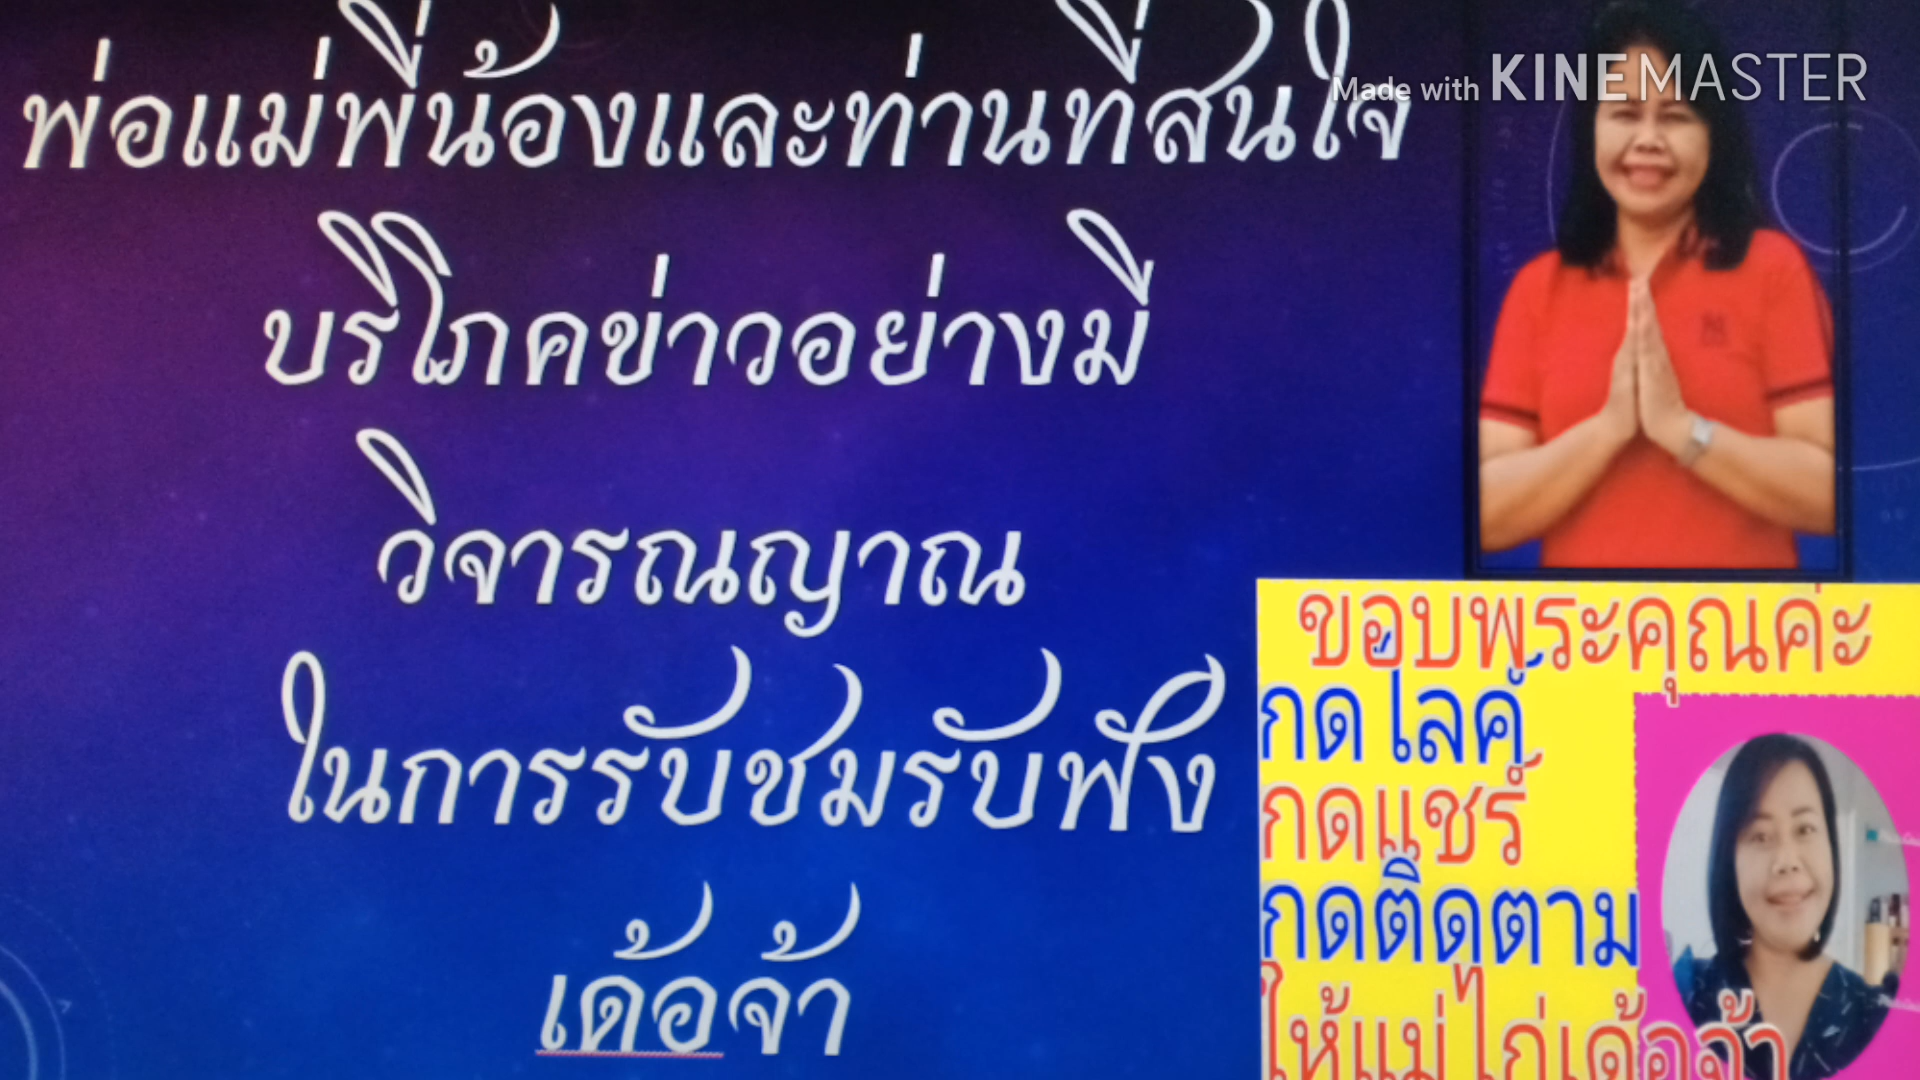 พ่อแม่พี่น้องและท่านที่สนใจ
บริโภคข่าวอย่างมี
วิจารณญาณ
ในการรับชมรับฟัง
เด้อจ้า
Made with KINEMASTER
ขอบพระคุณค่ะ
กดไลค์
กดแชร์
กดติดตาม
ให้แม่ไก่เด้อจ้า